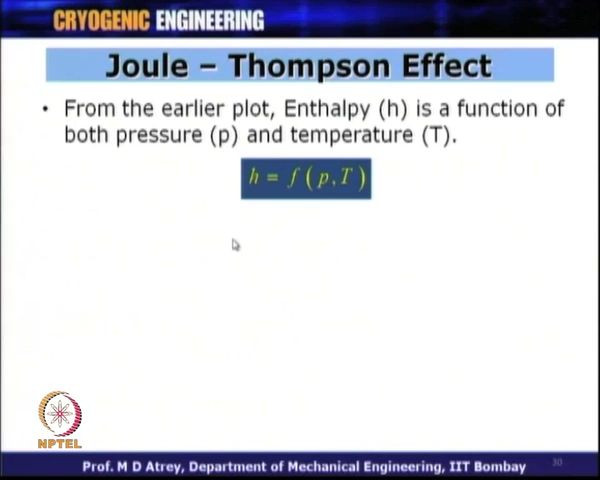 CRYOGENIC ENGINEERING
Joule – Thompson Effect
• From the earlier plot, Enthalpy (h) is a function of
both pressure (p) and temperature (T).
h = f ( p , T )
NPTEL
Prof. M D Atrey, Department of Mechanical Engineering, IIT Bombay
30